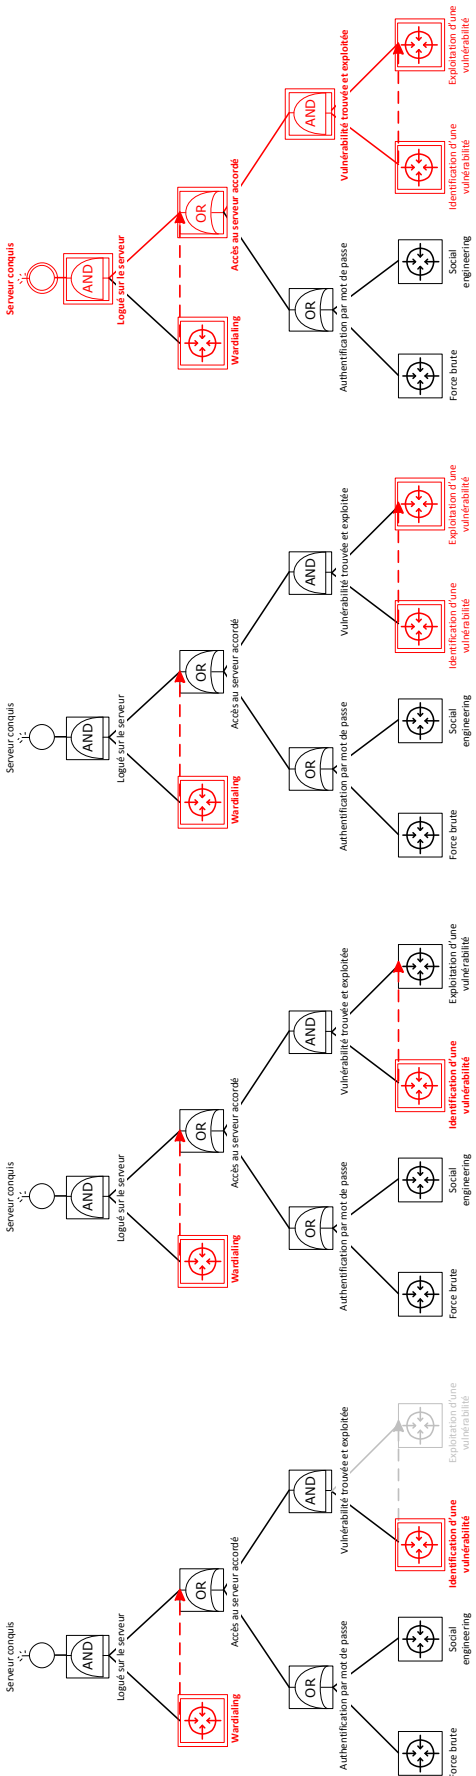 Serveur conquis
AND
Logué sur le serveur
Wardialing
OR
Accès au serveur accordé
OR
Authentification par mot de passe
AND
Vulnérabilité trouvée et exploitée
Force brute
Social
engineering
Identification d'une
vulnérabilité
Exploitation d'une
vulnérabilité
Serveur conquis
AND
Logué sur le serveur
Wardialing
OR
Accès au serveur accordé
OR
Authentification par mot de passe
AND
Vulnérabilité trouvée et exploitée
Force brute
Social
engineering
Identification d'une
vulnérabilité
Exploitation d'une
vulnérabilité
Serveur conquis
AND
Logué sur le serveur
Wardialing
OR
Accès au serveur accordé
OR
Authentification par mot de passe
AND
Vulnérabilité trouvée et exploitée
Force brute
Social
engineering
Identification d'une
vulnérabilité
Exploitation d'une
vulnérabilité
Serveur conquis
AND
Logué sur le serveur
Wardialing
OR
Accès au serveur accordé
OR
Authentification par mot de passe
AND
Vulnérabilité trouvée et exploitée
Force brute
Social
engineering
Identification d'une
vulnérabilité
Exploitation d'une
vulnérabilité